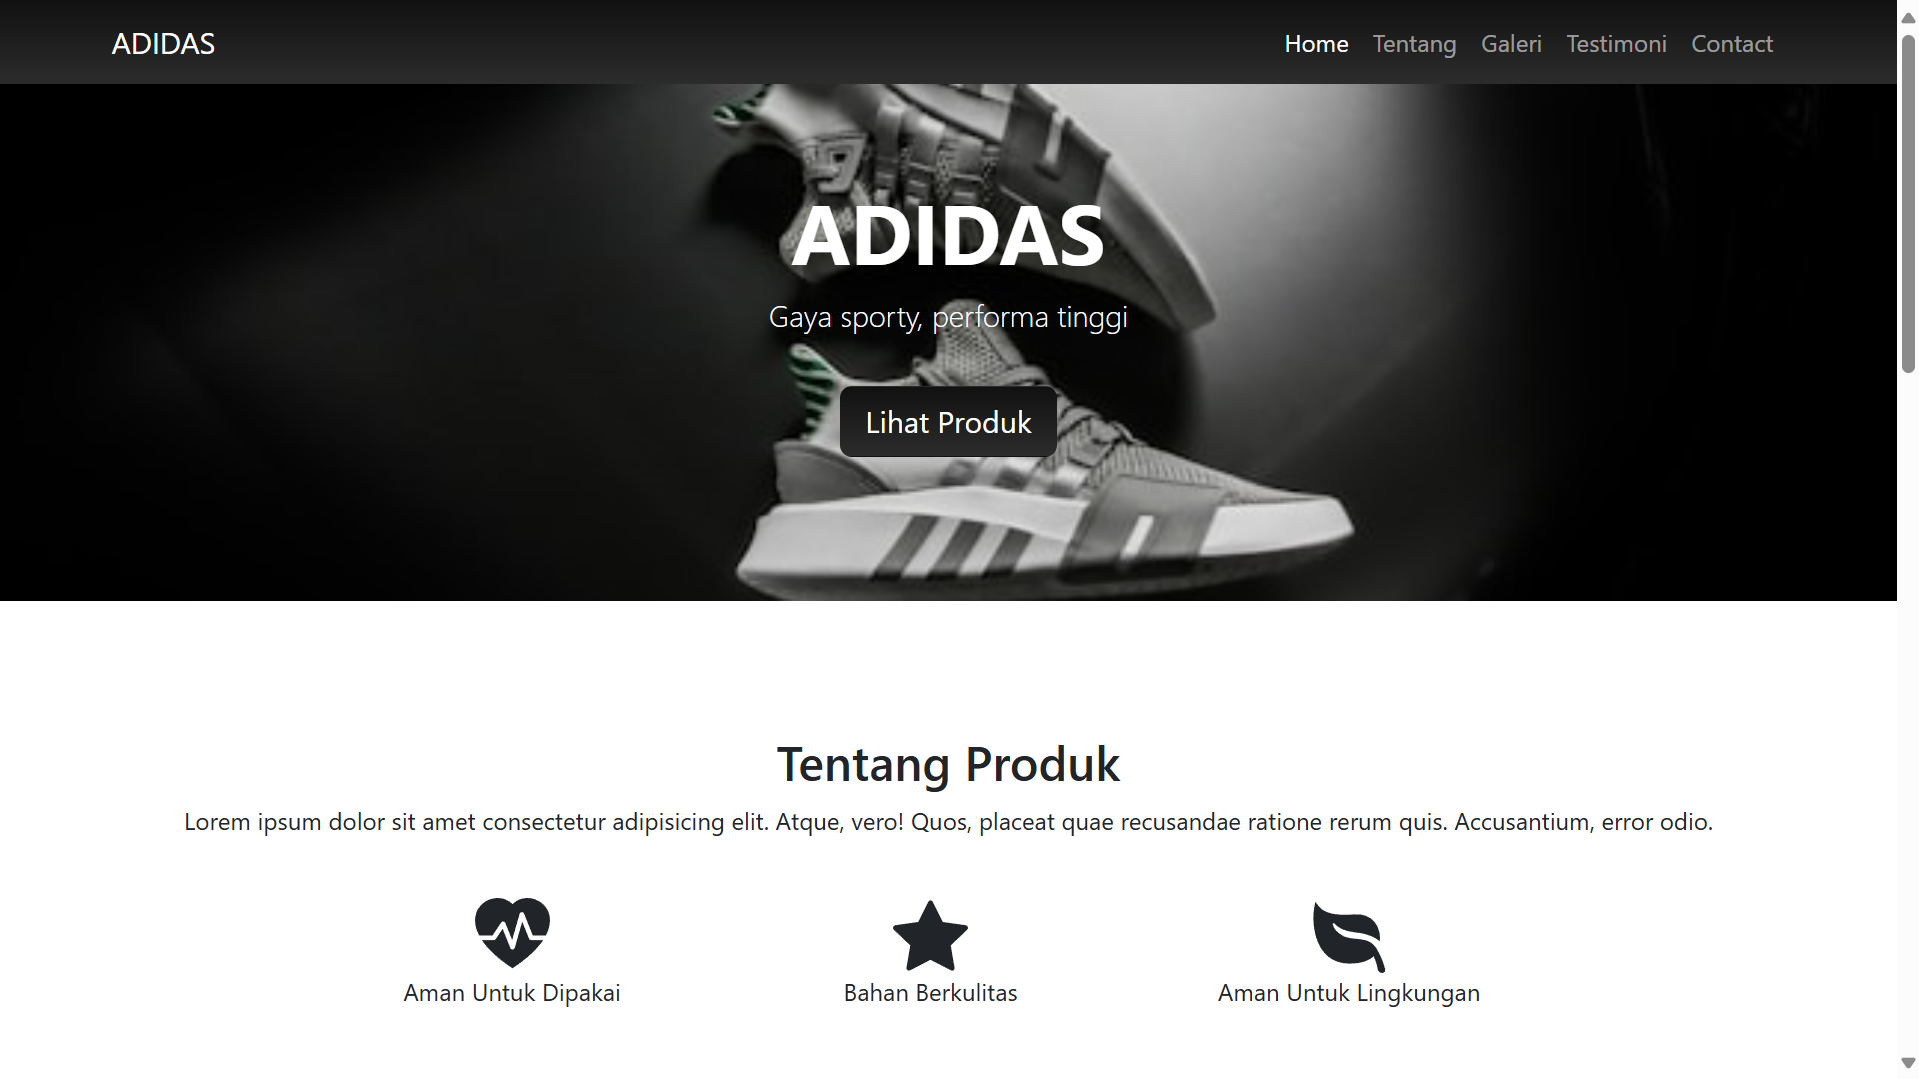 ADIDAS
Home Tentang Galeri Testimoni Contact
ADIDAS
Gaya sporty, performa tinggi
Lihat Produk
Tentang Produk
Lorem ipsum dolor sit amet consectetur adipisicing elit. Atque, vero! Quos, placeat quae recusandae ratione rerum quis. Accusantium, error odio.
Aman Untuk Dipakai
Bahan Berkulitas
Aman Untuk Lingkungan